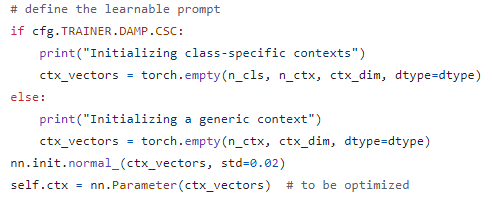 # define the learnable prompt
if cfg.TRAINER.DAMP.CSC:
    print("Initializing class-specific contexts")
    ctx_vectors = torch.empty(n_cls, n_ctx, ctx_dim, dtype=dtype)
else:
    print("Initializing a generic context")
    ctx_vectors = torch.empty(n_ctx, ctx_dim, dtype=dtype)
nn.init.normal_(ctx_vectors, std=0.02)
self.ctx = nn.Parameter(ctx_vectors)  # to be optimized